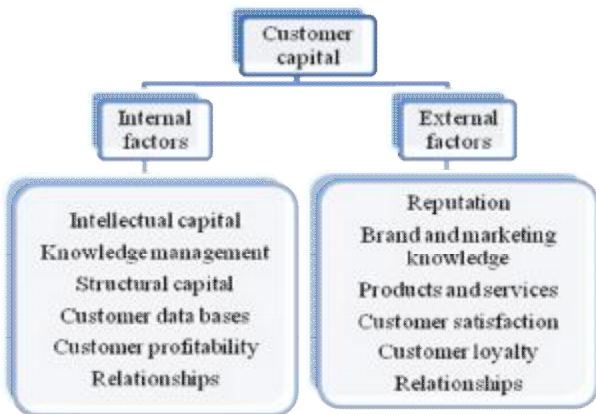 Customer
capital
Internal
factors
External
factors
Intellectual capital
Knowledge management
Structural capital
Customer data bases
Customer profitability
Relationships
Reputation
Brand and marketing
knowledge
Products and services
Customer satisfaction
Customer loyalty
Relationships